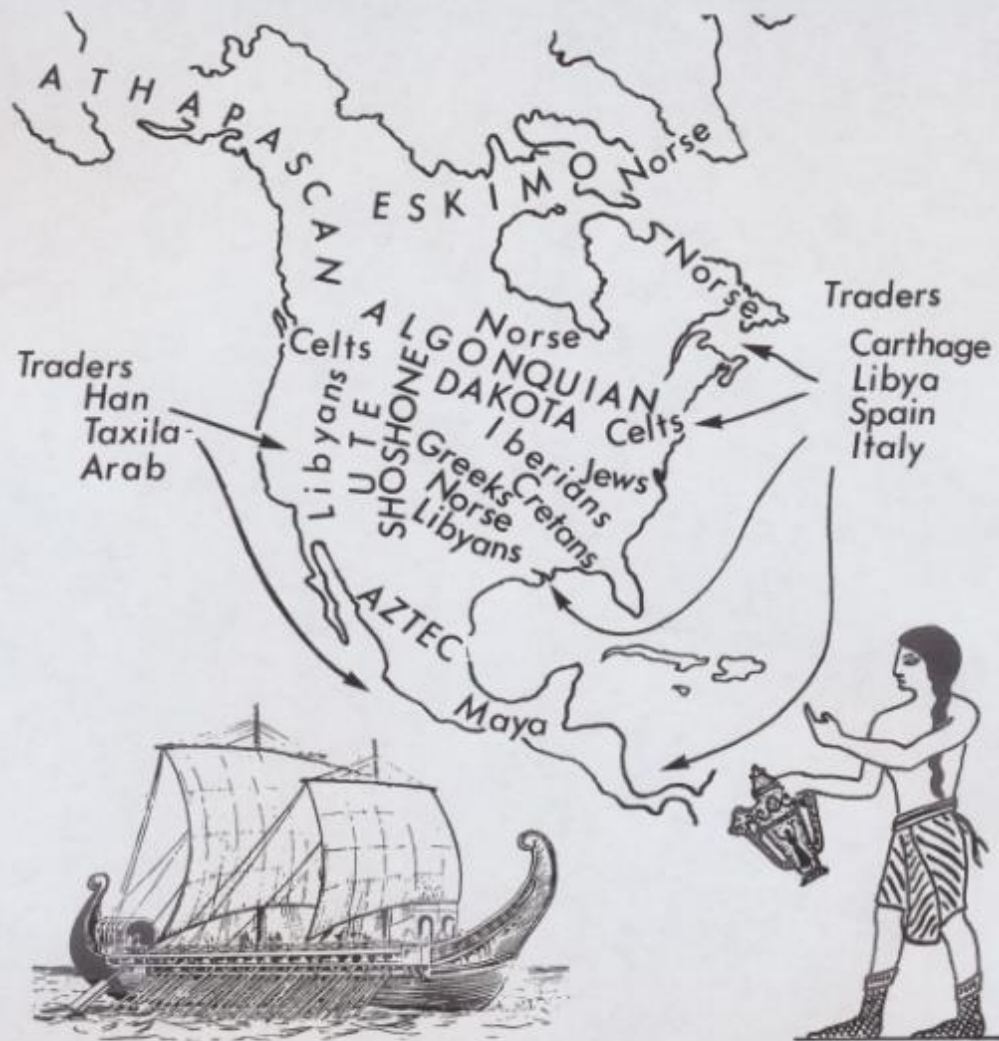 ATHAPASCAN
ESKIMO
Norse
Norse
Traders
Carthage
Libya
Spain
Italy
Traders
Han
Taxila-
Arab
Celts
ALGONQUIAN
Norse
DAKOTA
Celts
Libyans
UTE
SHOSHONE
Iberians
Jews
Greeks
Cretans
Norse
Libyans
AZTEC
Maya